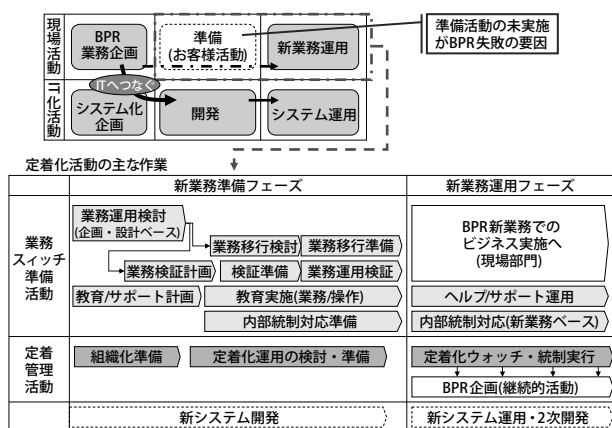 現場活動
BPR
業務企画
準備
(お客様活動)
新業務運用
準備活動の未実施
がBPR失敗の要因
ITへつなぐ
IT化活動
システム化
企画
開発
システム運用
定着化活動の主な作業
新業務準備フェーズ
新業務運用フェーズ
業務
スィッチ
準備
活動
業務運用検討
(企画・設計ベース)
業務移行検討
業務移行準備
業務検証計画
検証準備
業務運用検証
教育/サポート計画
教育実施(業務/操作)
内部統制対応準備
BPR新業務での
ビジネス実施へ
(現場部門)
ヘルプ/サポート運用
内部統制対応(新業務ベース)
定着
管理
活動
組織化準備
定着化運用の検討・準備
定着化ウォッチ・統制実行
BPR企画(継続的活動)
新システム開発
新システム運用・2次開発